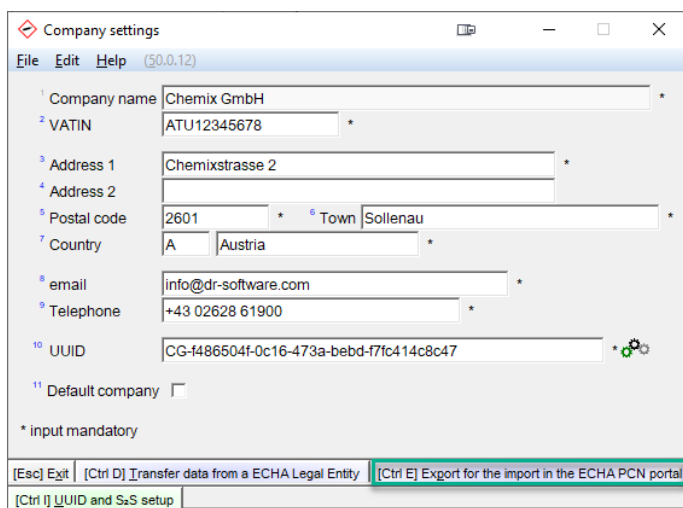 Company settings
File Edit Help (50.0.12)
1 Company name Chemix GmbH *
2 VATIN ATU12345678 *
3 Address 1 Chemixstrasse 2 *
4 Address 2
5 Postal code 2601 * 6 Town Sollenau *
7 Country A Austria *
8 email info@dr-software.com *
9 Telephone +43 02628 61900 *
10 UUID CG-f486504f-0c16-473a-bebd-f7fc414c8c47 *
11 Default company
* input mandatory
[Esc] Exit [Ctrl D] Transfer data from a ECHA Legal Entity [Ctrl E] Export for the import in the ECHA PCN portal
[Ctrl I] UUID and S2S setup